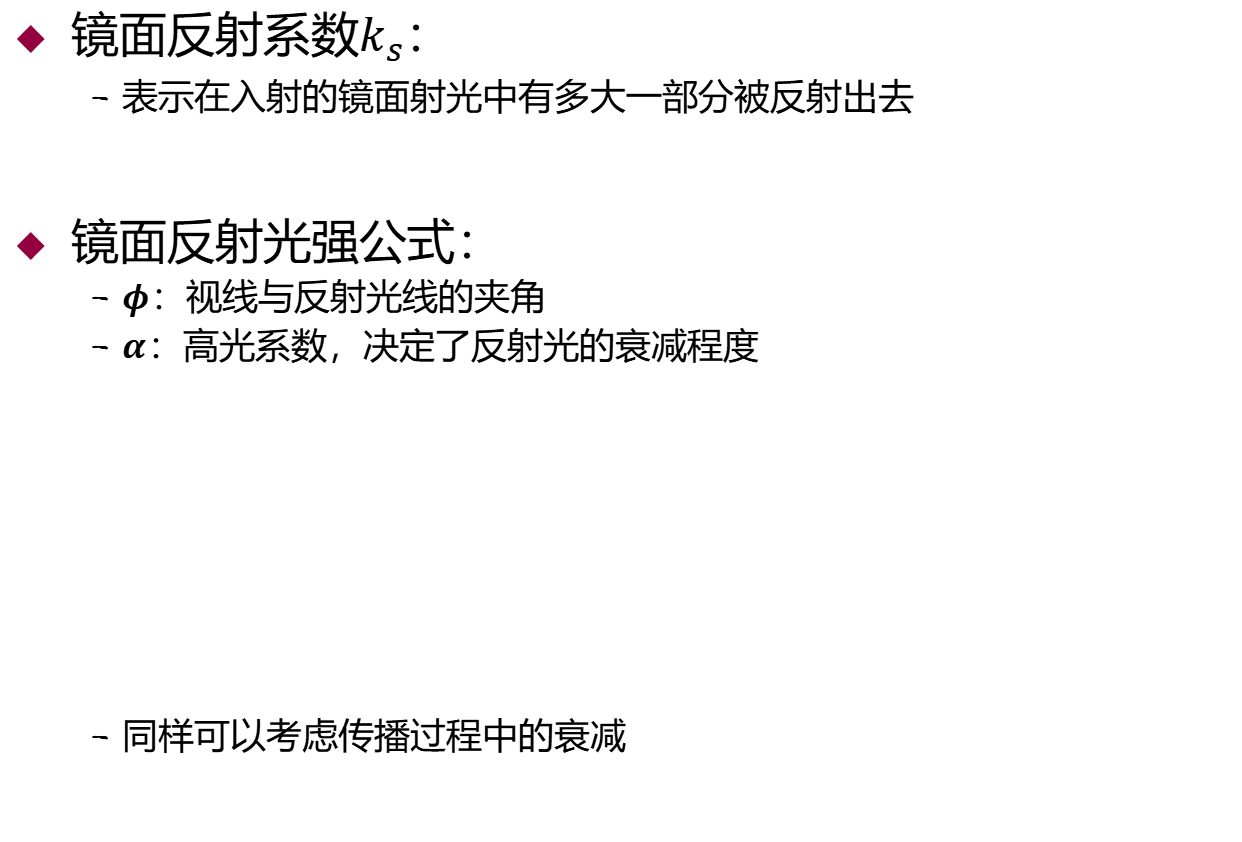 ◆ 镜面反射系数kₛ：
- 表示在入射的镜面射光中有多大一部分被反射出去
◆ 镜面反射光强公式：
- ϕ：视线与反射光线的夹角
- α：高光系数，决定了反射光的衰减程度
- 同样可以考虑传播过程中的衰减